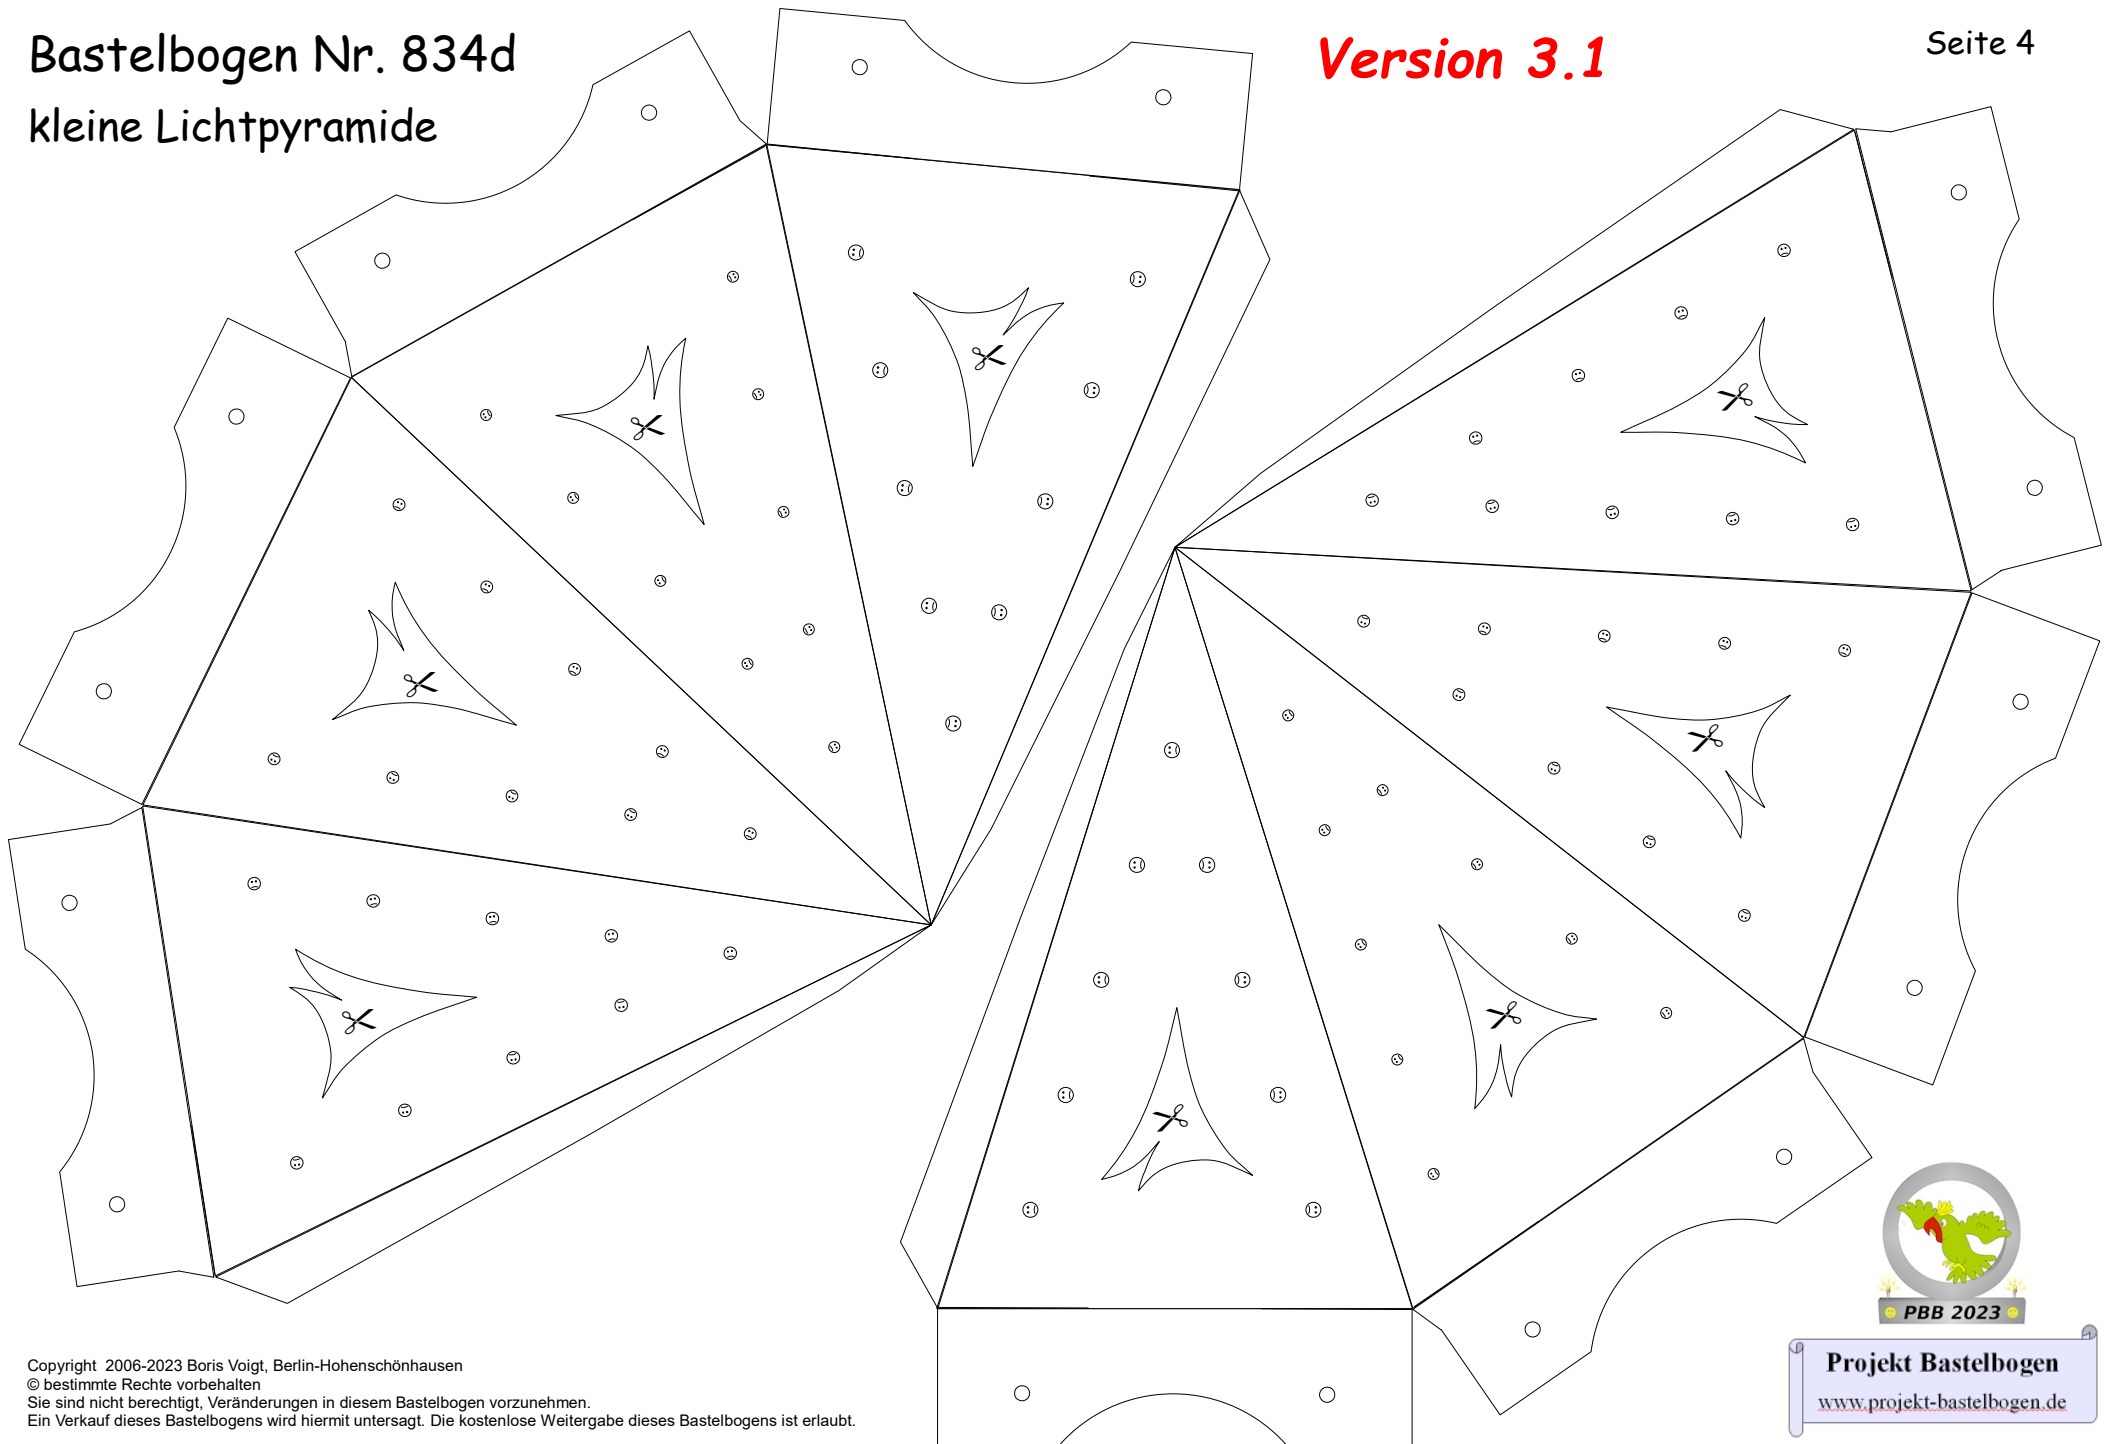 Bastelbogen Nr. 834d
kleine Lichtpyramide
Version 3.1
Seite 4
PBB 2023
Projekt Bastelbogen
www.projekt-bastelbogen.de
Copyright  2006-2023 Boris Voigt, Berlin-Hohenschönhausen
© bestimmte Rechte vorbehalten
Sie sind nicht berechtigt, Veränderungen in diesem Bastelbogen vorzunehmen.
Ein Verkauf dieses Bastelbogens wird hiermit untersagt. Die kostenlose Weitergabe dieses Bastelbogens ist erlaubt.